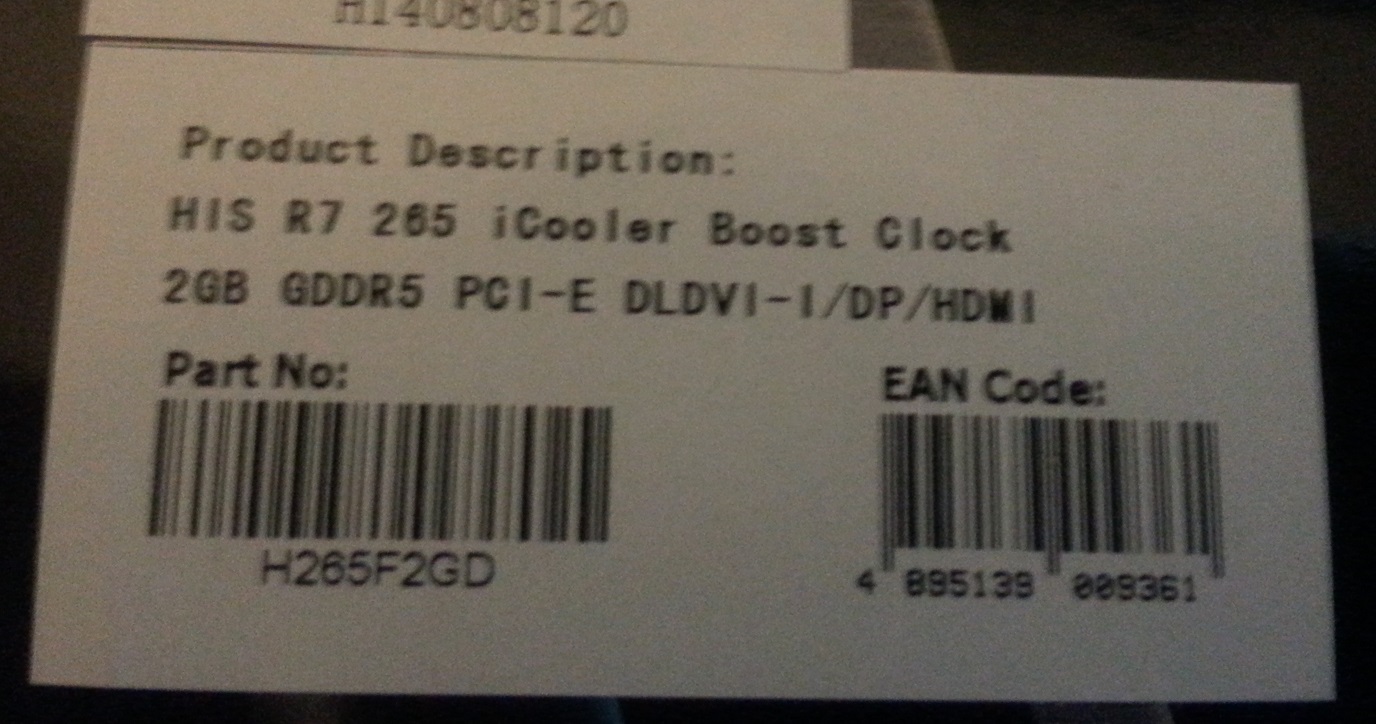 H140808120
Product Description:
HIS R7 265 iCooler Boost Clock
2GB GDDR5 PCI-E DLDVI-I/DP/HDMI
Part No:
EAN Code:
H265F2GD
4 895139 009361